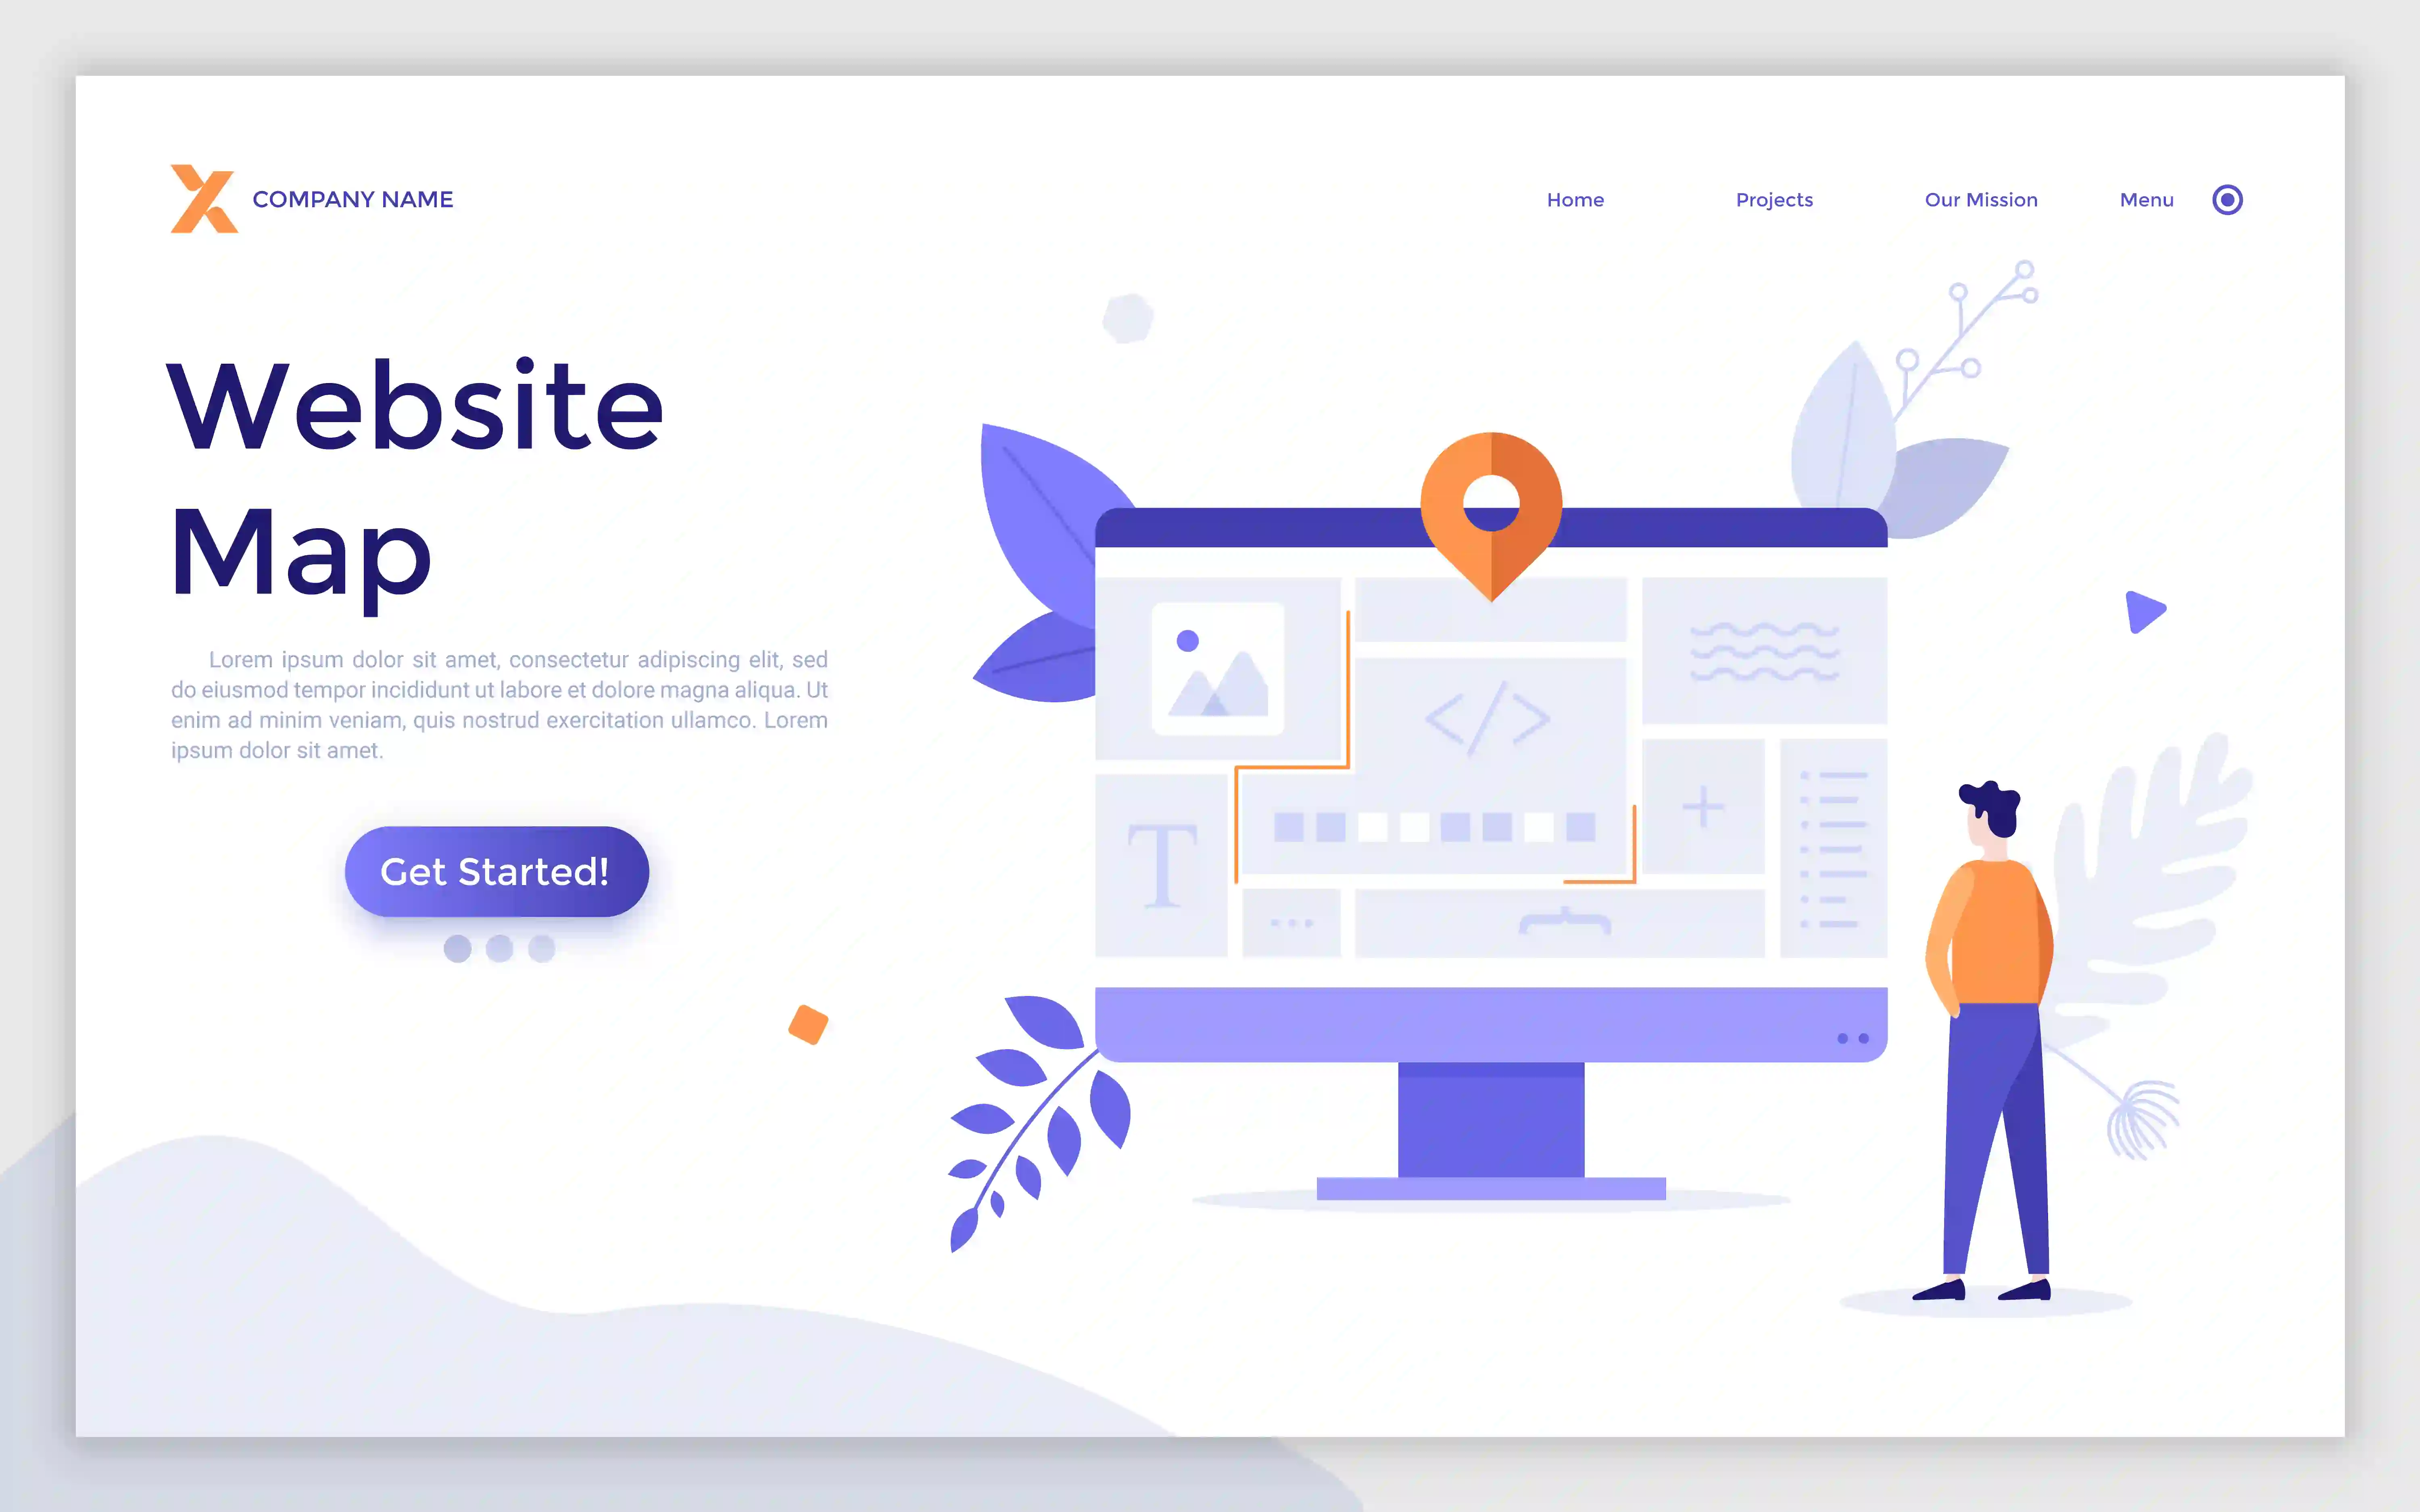 COMPANY NAME
Home
Projects
Our Mission
Menu
Website
Map
Lorem ipsum dolor sit amet, consectetur adipiscing elit, sed
do eiusmod tempor incididunt ut labore et dolore magna aliqua. Ut
enim ad minim veniam, quis nostrud exercitation ullamco. Lorem
ipsum dolor sit amet.
</>
T
Get Started!